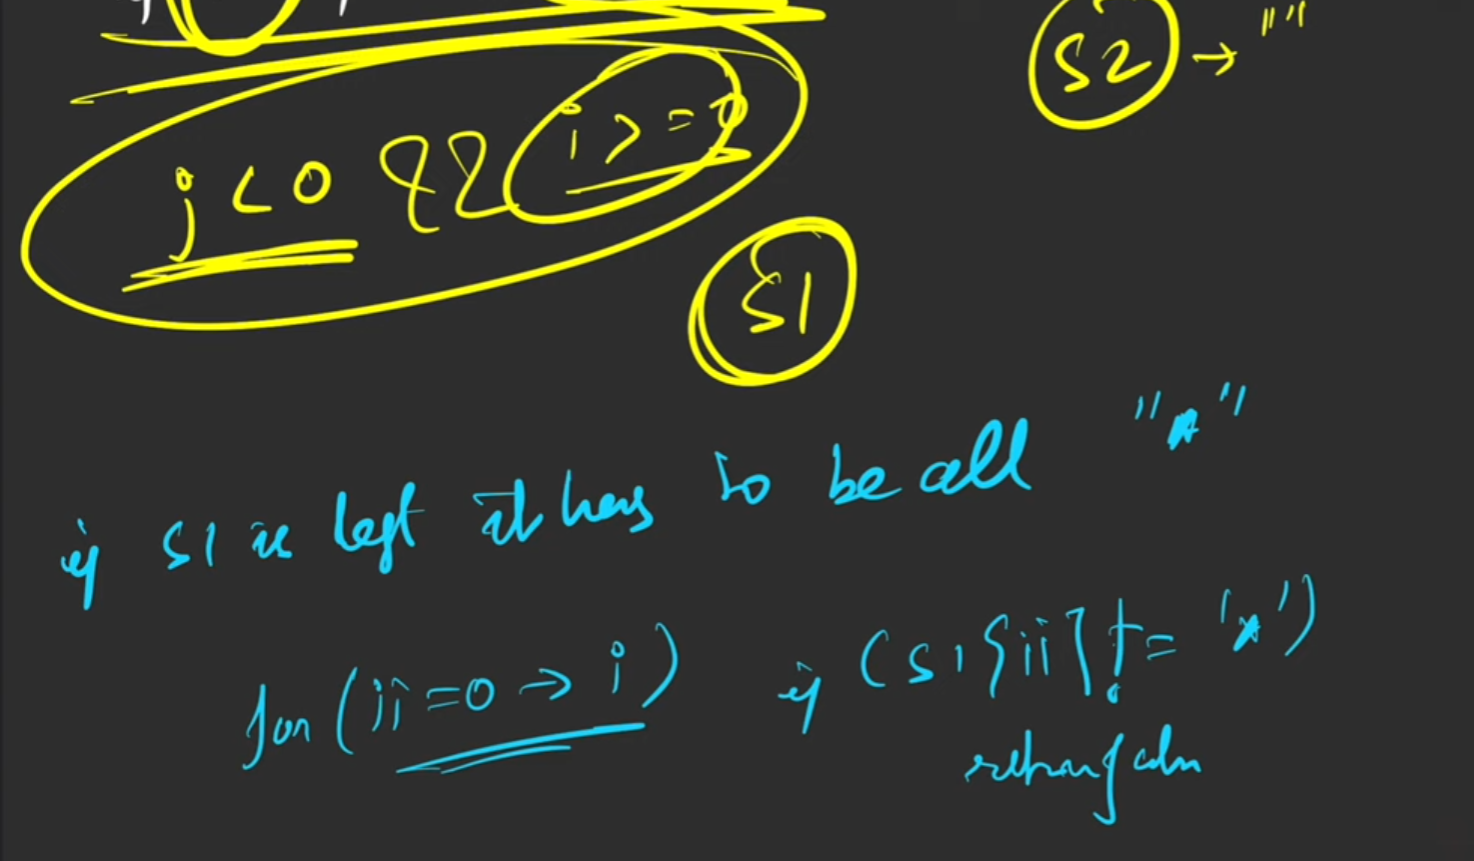 S2 → ""
j < 0 && i >= 0
S1
if S1 is left it has to be all "*"
for (ii = 0 → i) if (S1[ii] != '*')
return false